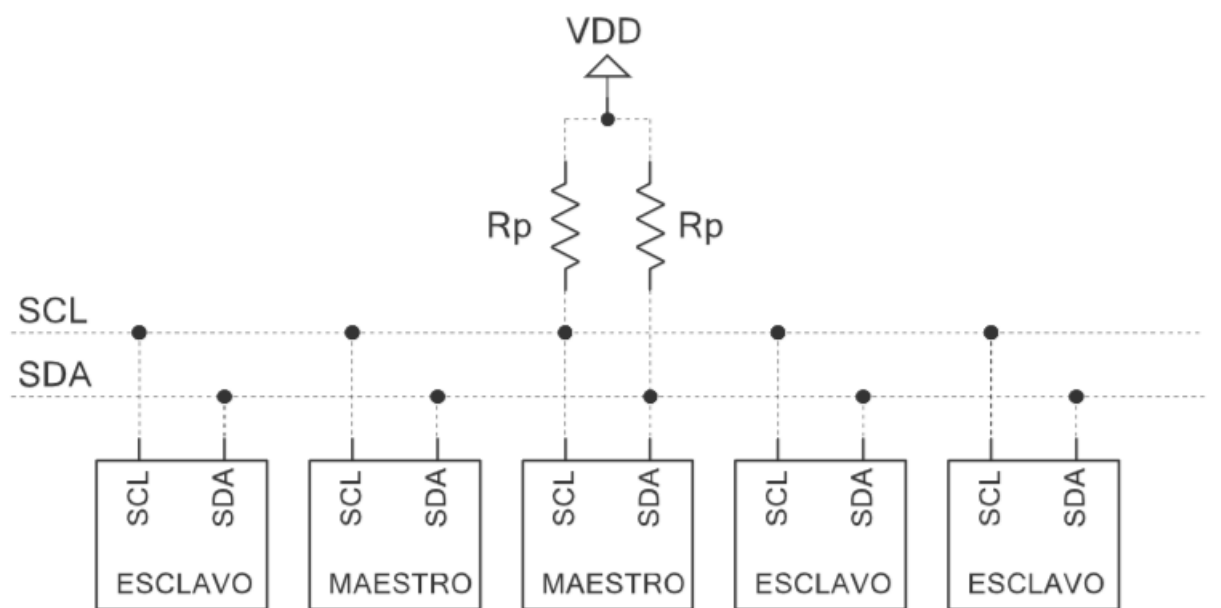 VDD
Rp Rp
SCL
SDA
SCL SDA SCL SDA SCL SDA SCL SDA SCL SDA
ESCLAVO MAESTRO MAESTRO ESCLAVO ESCLAVO